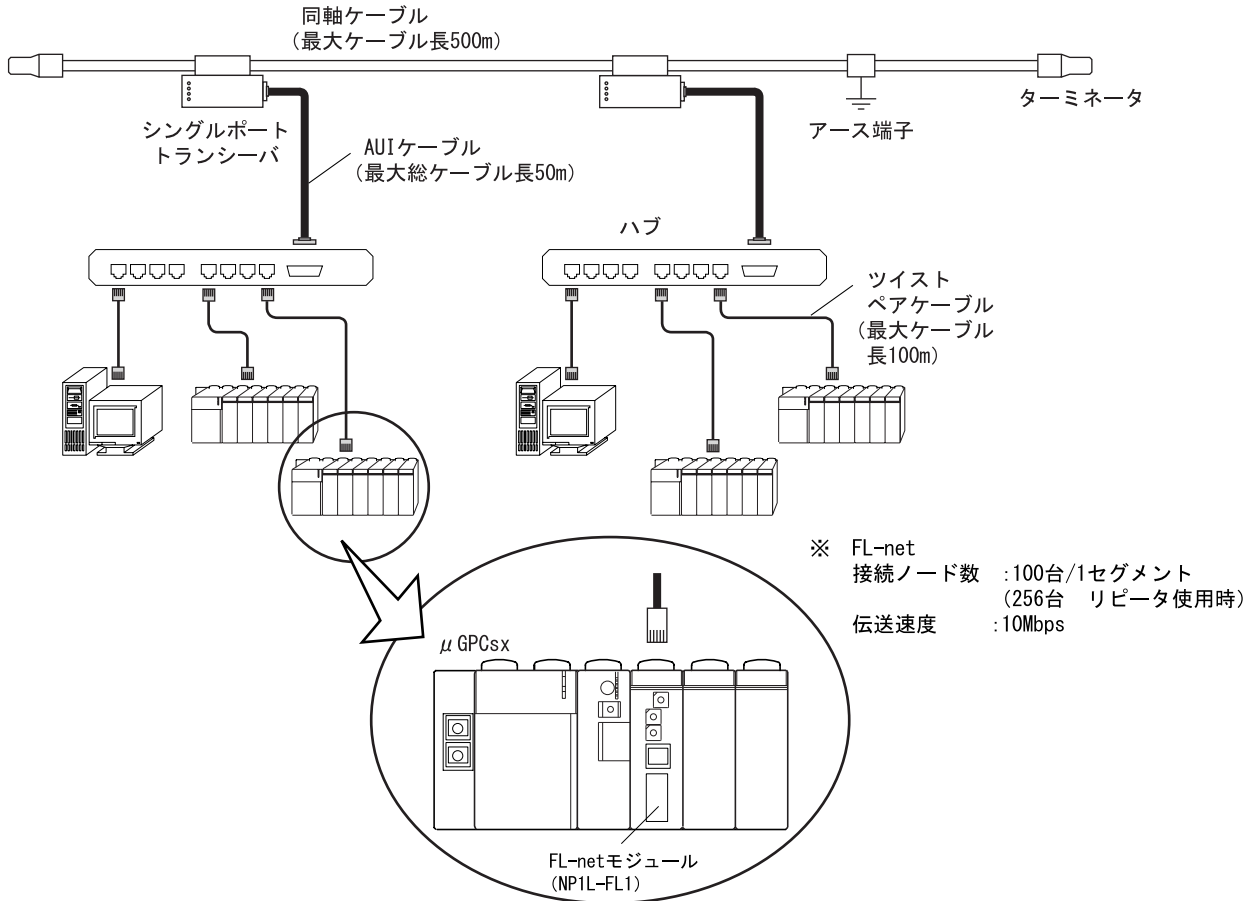 同軸ケーブル
(最大ケーブル長500m)
ターミネータ
アース端子
シングルポート
トランシーバ
AUIケーブル
(最大総ケーブル長50m)
ハブ
ツイスト
ペアケーブル
(最大ケーブル
長100m)
※ FL-net
接続ノード数 :100台/1セグメント
(256台 リピータ使用時)
伝送速度 :10Mbps
μGPCsx
FL-netモジュール
(NP1L-FL1)